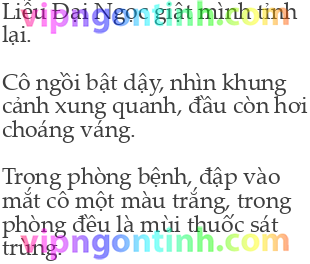 Liễu Đại Ngọc giật mình tỉnh
lại.
Cô ngồi bật dậy, nhìn khung
cảnh xung quanh, đầu còn hơi
choáng váng.
Trong phòng bệnh, đập vào
mắt cô một màu trắng, trong
phòng đều là mùi thuốc sát
trùng.
vipngontinh.com
vipngontinh.com